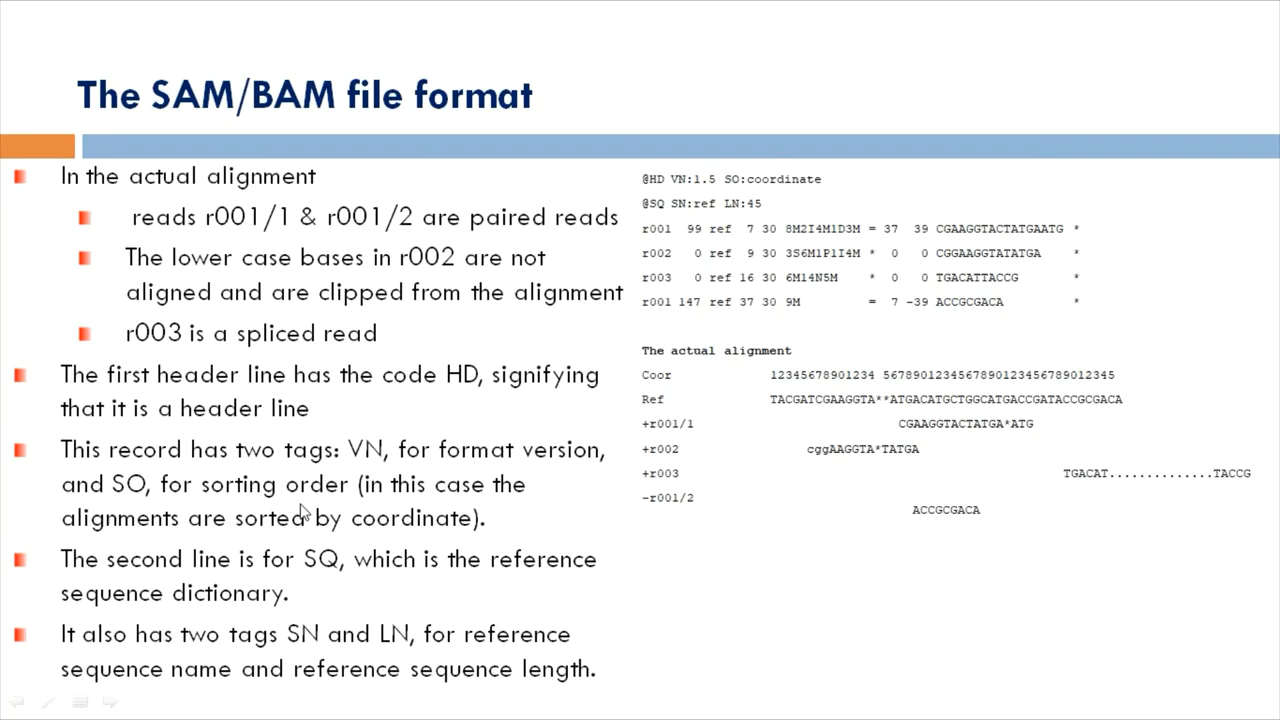 The SAM/BAM file format
In the actual alignment
reads r001/1 & r001/2 are paired reads
The lower case bases in r002 are not
aligned and are clipped from the alignment
r003 is a spliced read
The first header line has the code HD, signifying
that it is a header line
This record has two tags: VN, for format version,
and SO, for sorting order (in this case the
alignments are sorted by coordinate).
The second line is for SQ, which is the reference
sequence dictionary.
It also has two tags SN and LN, for reference
sequence name and reference sequence length.
@HD VN:1.5 SO:coordinate
@SQ SN:ref LN:45
r001 99 ref 7 30 8M2I4M1D3M = 37 39 CGAAGGTACTATGAATG *
r002 0 ref 9 30 3S6M1P1I4M * 0 0 CGGAAGGTATATGA *
r003 0 ref 16 30 6M14N5M * 0 0 TGACATTACCG *
r001 147 ref 37 30 9M = 7 -39 ACCGCGACA *
The actual alignment
Coor 12345678901234 5678901234567890123456789012345
Ref TACGATCGAAGGTA**ATGACATGCTGGCATGACCGATACCGCGACA
+r001/1 CGAAGGTACTATGA*ATG
+r002 cggAAGGTA*TATGA
+r003 TGACAT..............TACCG
-r001/2
ACCGCGACA